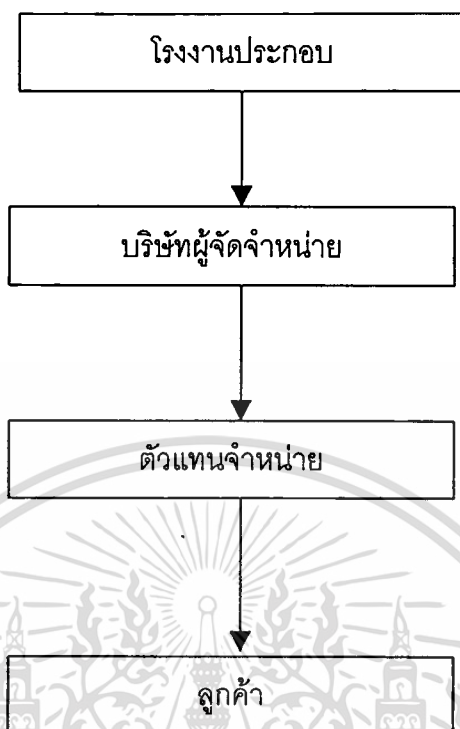 โรงงานประกอบ
บริษัทผู้จัดจำหน่าย
ตัวแทนจำหน่าย
ลูกค้า